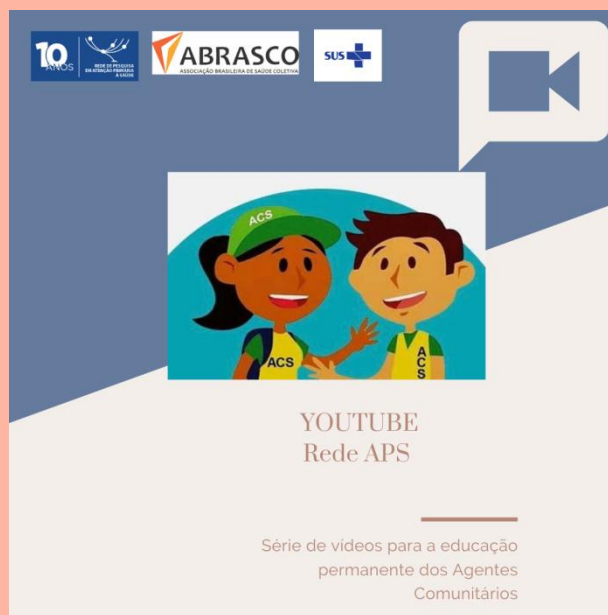 10
ANOS
REDE DE PESQUISA
EM ATENÇÃO PRIMÁRIA
À SAÚDE
ABRASCO
ASSOCIAÇÃO BRASILEIRA DE SAÚDE COLETIVA
SUS
ACS
ACS
ACS
YOUTUBE
Rede APS
Série de vídeos para a educação
permanente dos Agentes
Comunitários